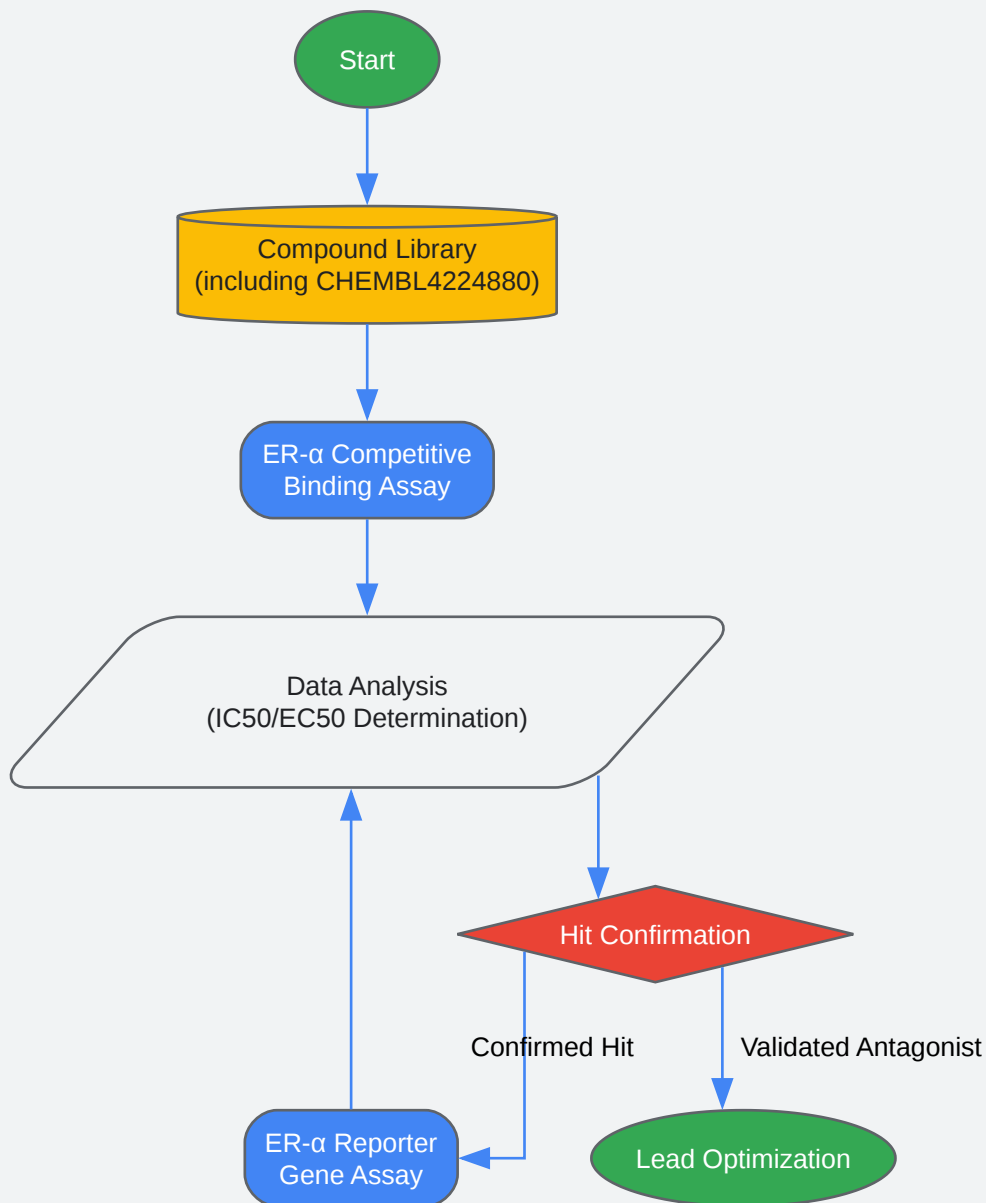 Start
Compound Library
(including CHEMBL4224880)
ER-α Competitive
Binding Assay
Data Analysis
(IC50/EC50 Determination)
Hit Confirmation
Confirmed Hit
Validated Antagonist
ER-α Reporter
Gene Assay
Lead Optimization